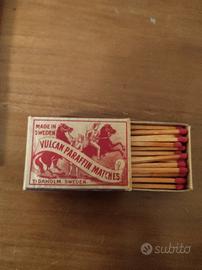 MADE IN
SWEDEN
VULCAN PARAFFIN MATCHES
TIDAHOLM SWEDEN
subito